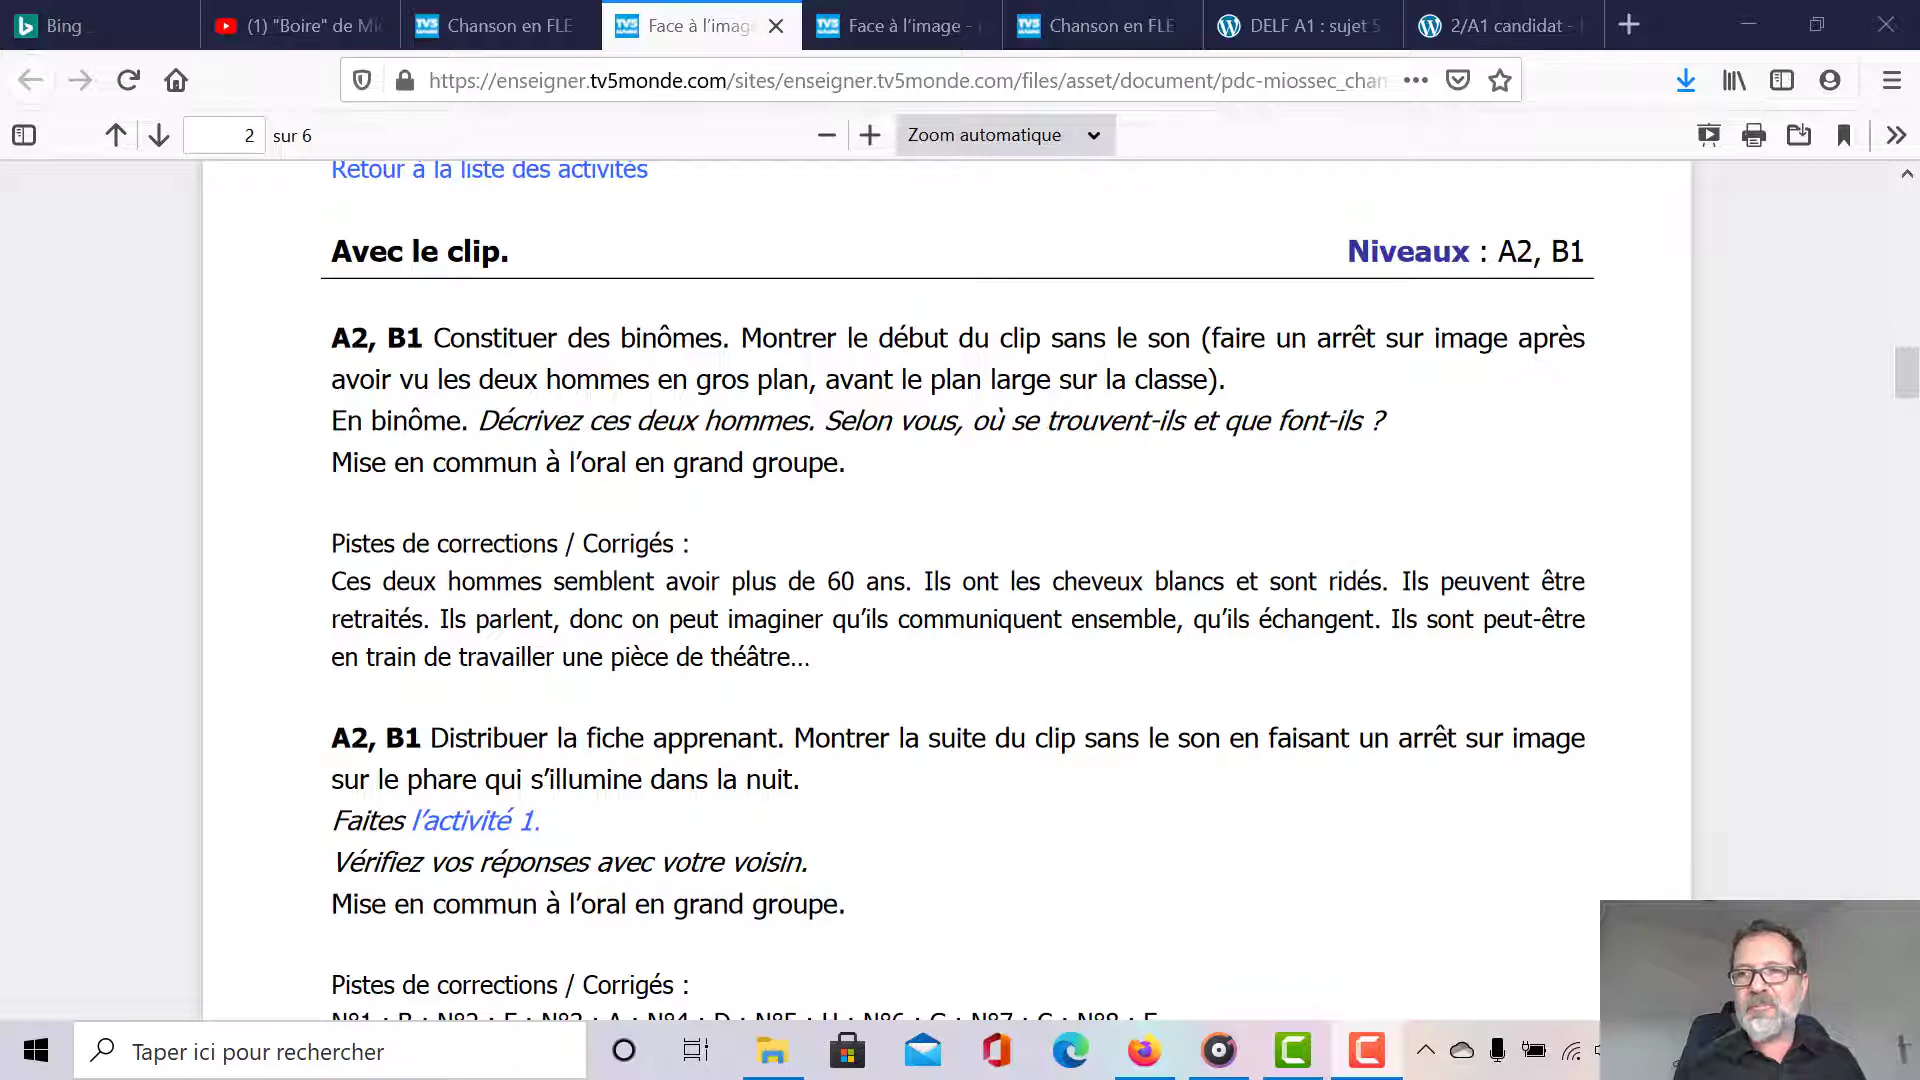 Bing
(1) "Boire" de Mi
Chanson en FLE
Face à l'imag
Face à l'image -
Chanson en FLE
DELF A1 : sujet 5
2/A1 candidat -
https://enseigner.tv5monde.com/sites/enseigner.tv5monde.com/files/asset/document/pdc-miossec_chan
2 sur 6
Zoom automatique
Retour à la liste des activités
Avec le clip.
Niveaux : A2, B1
A2, B1 Constituer des binômes. Montrer le début du clip sans le son (faire un arrêt sur image après
avoir vu les deux hommes en gros plan, avant le plan large sur la classe).
En binôme. Décrivez ces deux hommes. Selon vous, où se trouvent-ils et que font-ils ?
Mise en commun à l'oral en grand groupe.
Pistes de corrections / Corrigés :
Ces deux hommes semblent avoir plus de 60 ans. Ils ont les cheveux blancs et sont ridés. Ils peuvent être
retraités. Ils parlent, donc on peut imaginer qu'ils communiquent ensemble, qu'ils échangent. Ils sont peut-être
en train de travailler une pièce de théâtre...
A2, B1 Distribuer la fiche apprenant. Montrer la suite du clip sans le son en faisant un arrêt sur image
sur le phare qui s'illumine dans la nuit.
Faites l'activité 1.
Vérifiez vos réponses avec votre voisin.
Mise en commun à l'oral en grand groupe.
Pistes de corrections / Corrigés :
Taper ici pour rechercher